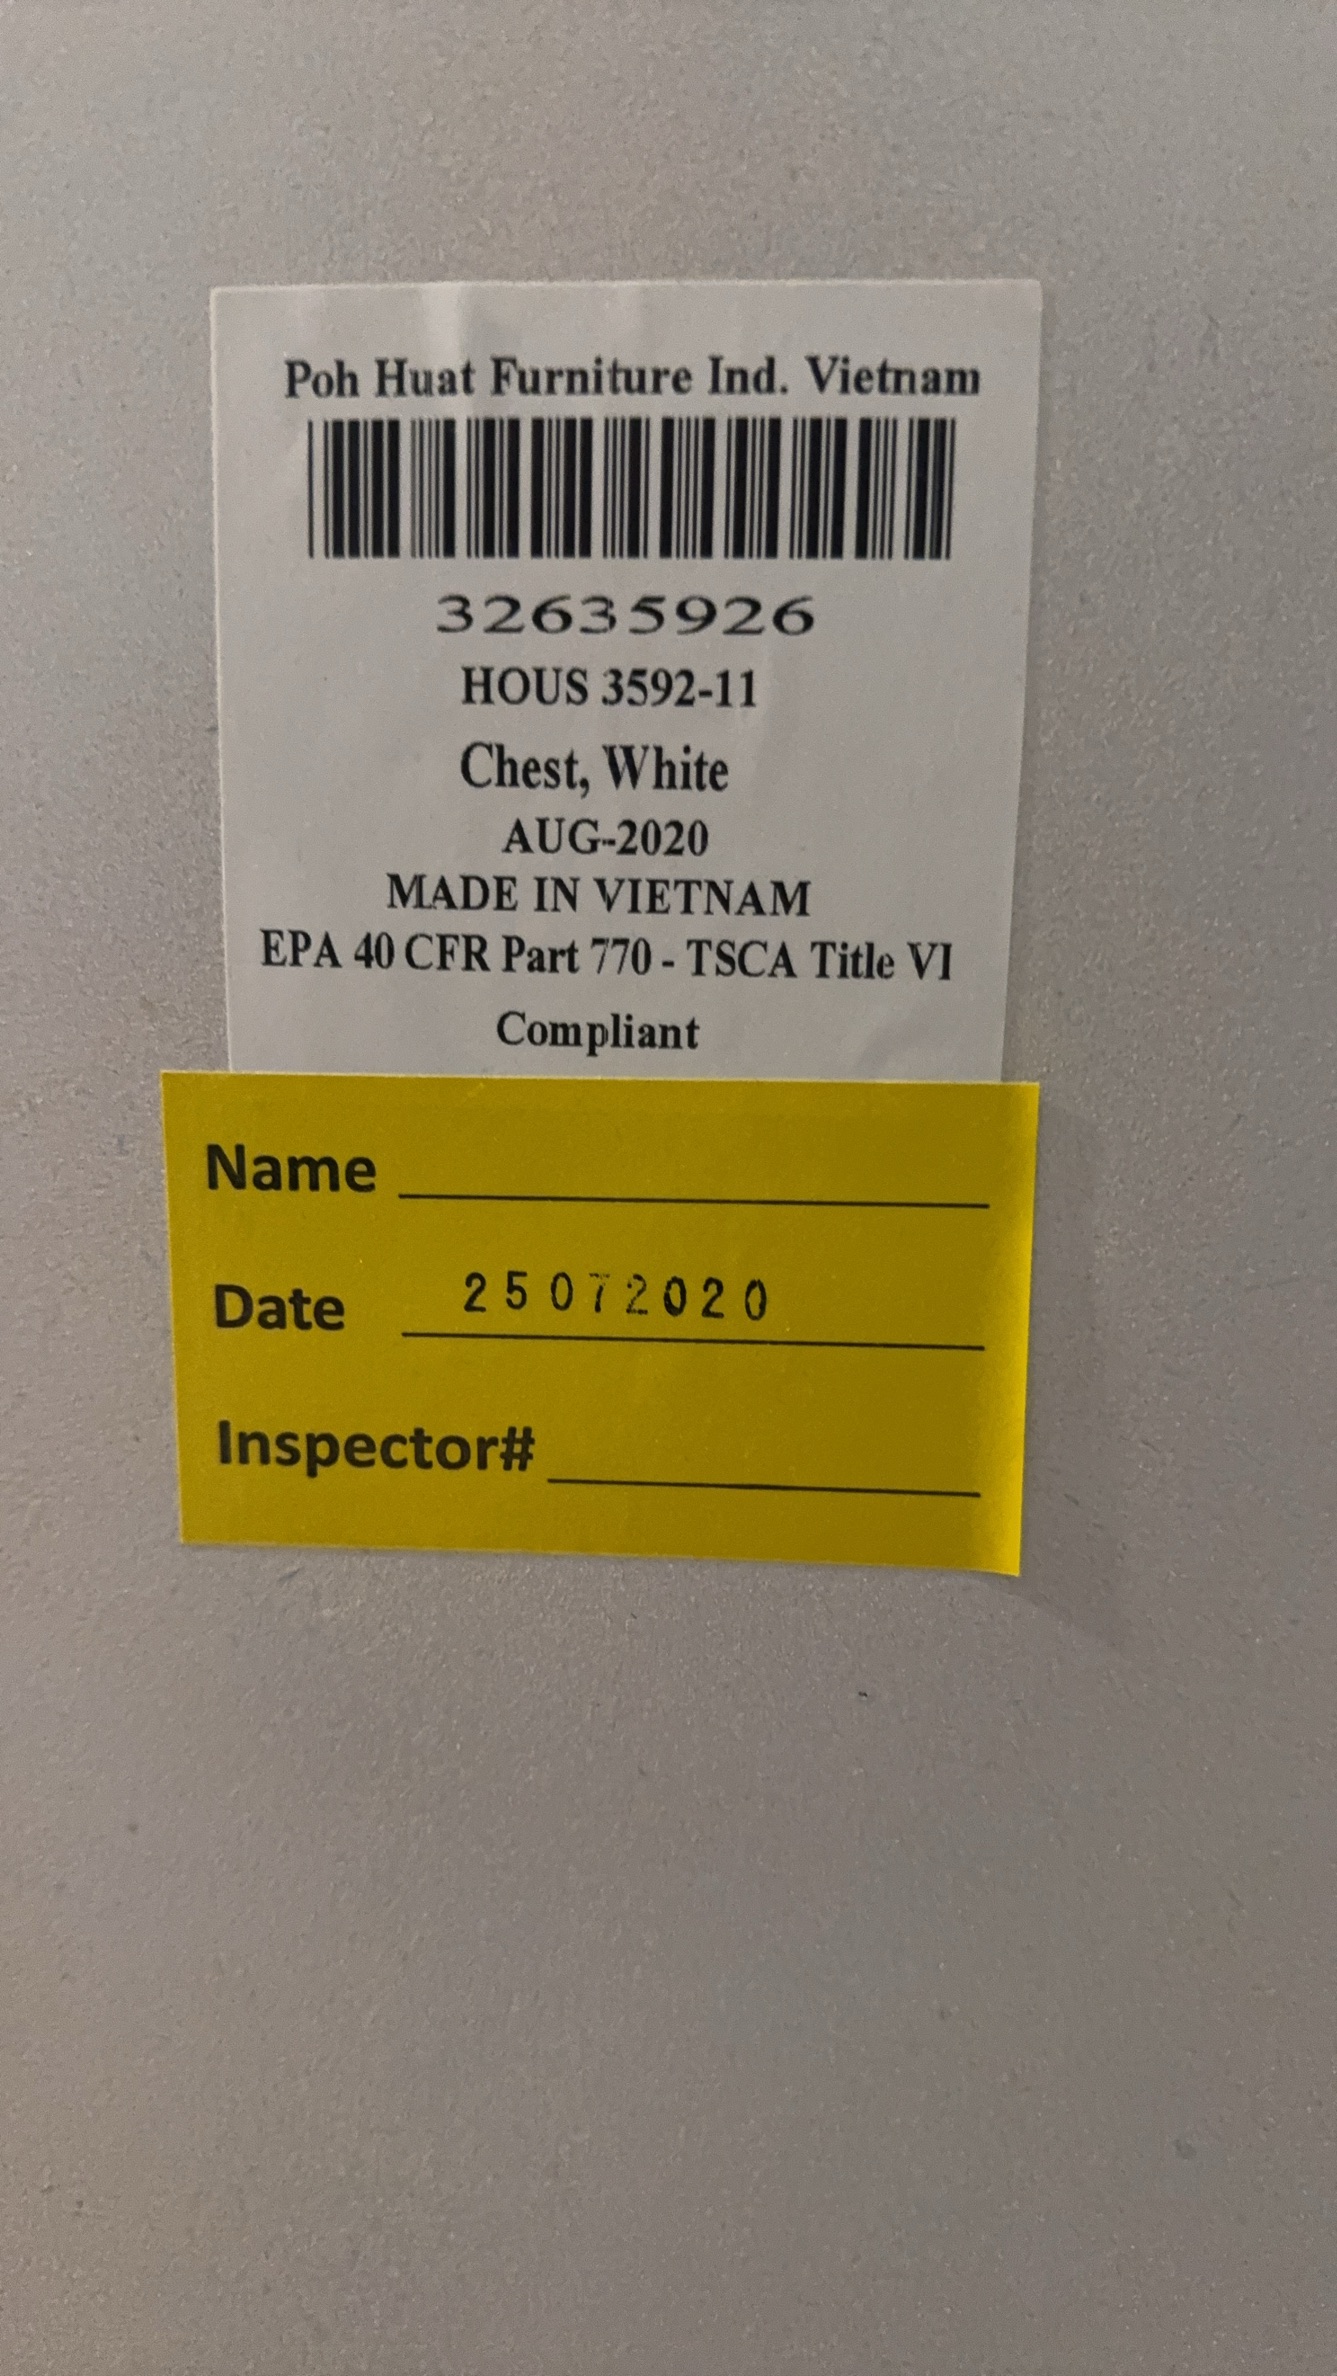 Poh Huat Furniture Ind. Vietnam
32635926
HOUS 3592-11
Chest, White
AUG-2020
MADE IN VIETNAM
EPA 40 CFR Part 770 - TSCA Title VI
Compliant
Name
Date 25072020
Inspector#